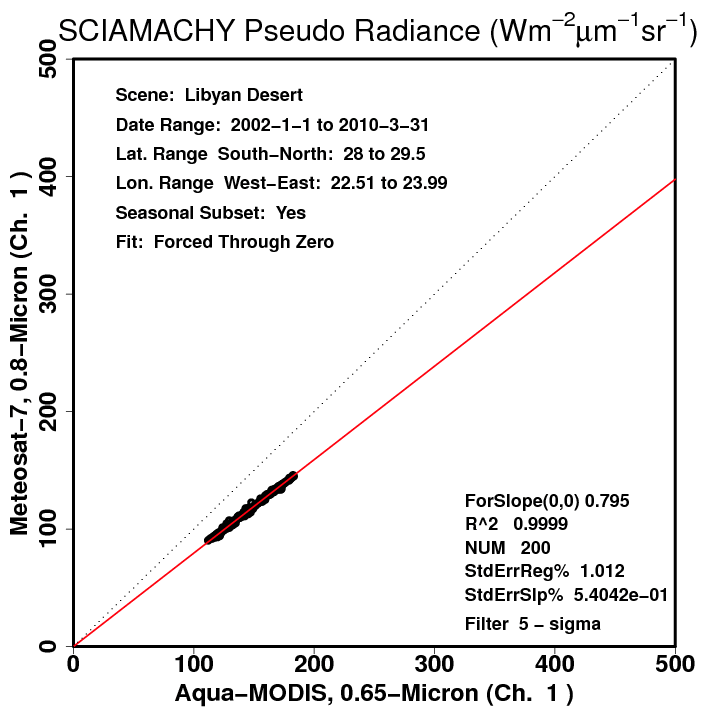 SCIAMACHY Pseudo Radiance (Wm−2μm−1sr−1)
500
400
300
200
100
0
Meteosat−7, 0.8−Micron (Ch. 1 )
Scene: Libyan Desert
Date Range: 2002−1−1 to 2010−3−31
Lat. Range South−North: 28 to 29.5
Lon. Range West−East: 22.51 to 23.99
Seasonal Subset: Yes
Fit: Forced Through Zero
ForSlope(0,0) 0.795
R^2 0.9999
NUM 200
StdErrReg% 1.012
StdErrSlp% 5.4042e−01
Filter 5 − sigma
0 100 200 300 400 500
Aqua−MODIS, 0.65−Micron (Ch. 1 )